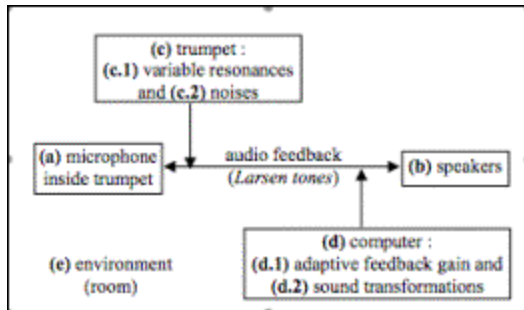 (c) trumpet :
(c.1) variable resonances
and (c.2) noises
(a) microphone
inside trumpet
audio feedback
(Larsen tones)
(b) speakers
(d) computer :
(d.1) adaptive feedback gain and
(d.2) sound transformations
(e) environment
(room)